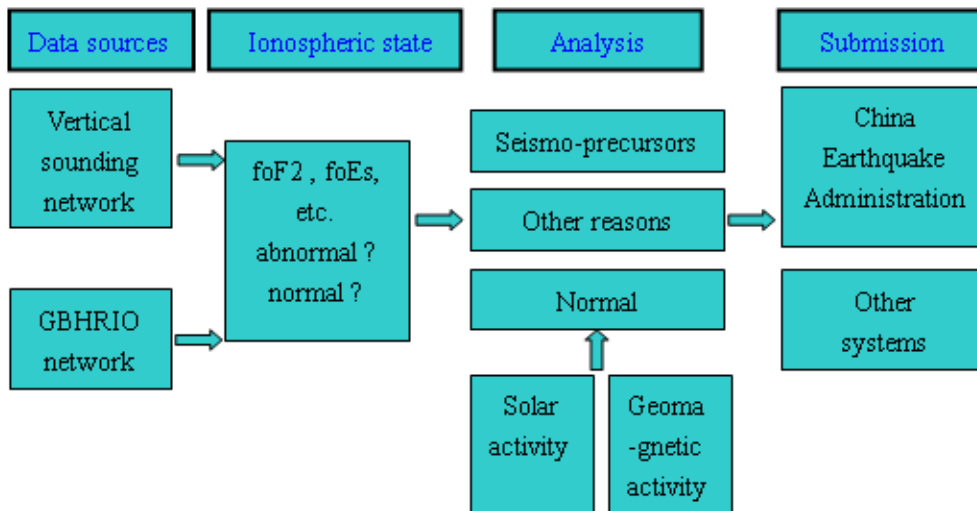 Data sources
Ionospheric state
Analysis
Submission
Vertical
sounding
network
GBHRIO
network
foF2 , foEs,
etc.
abnormal ?
normal ?
Seismo-precursors
Other reasons
Normal
Solar
activity
Geoma
-gnetic
activity
China
Earthquake
Administration
Other
systems